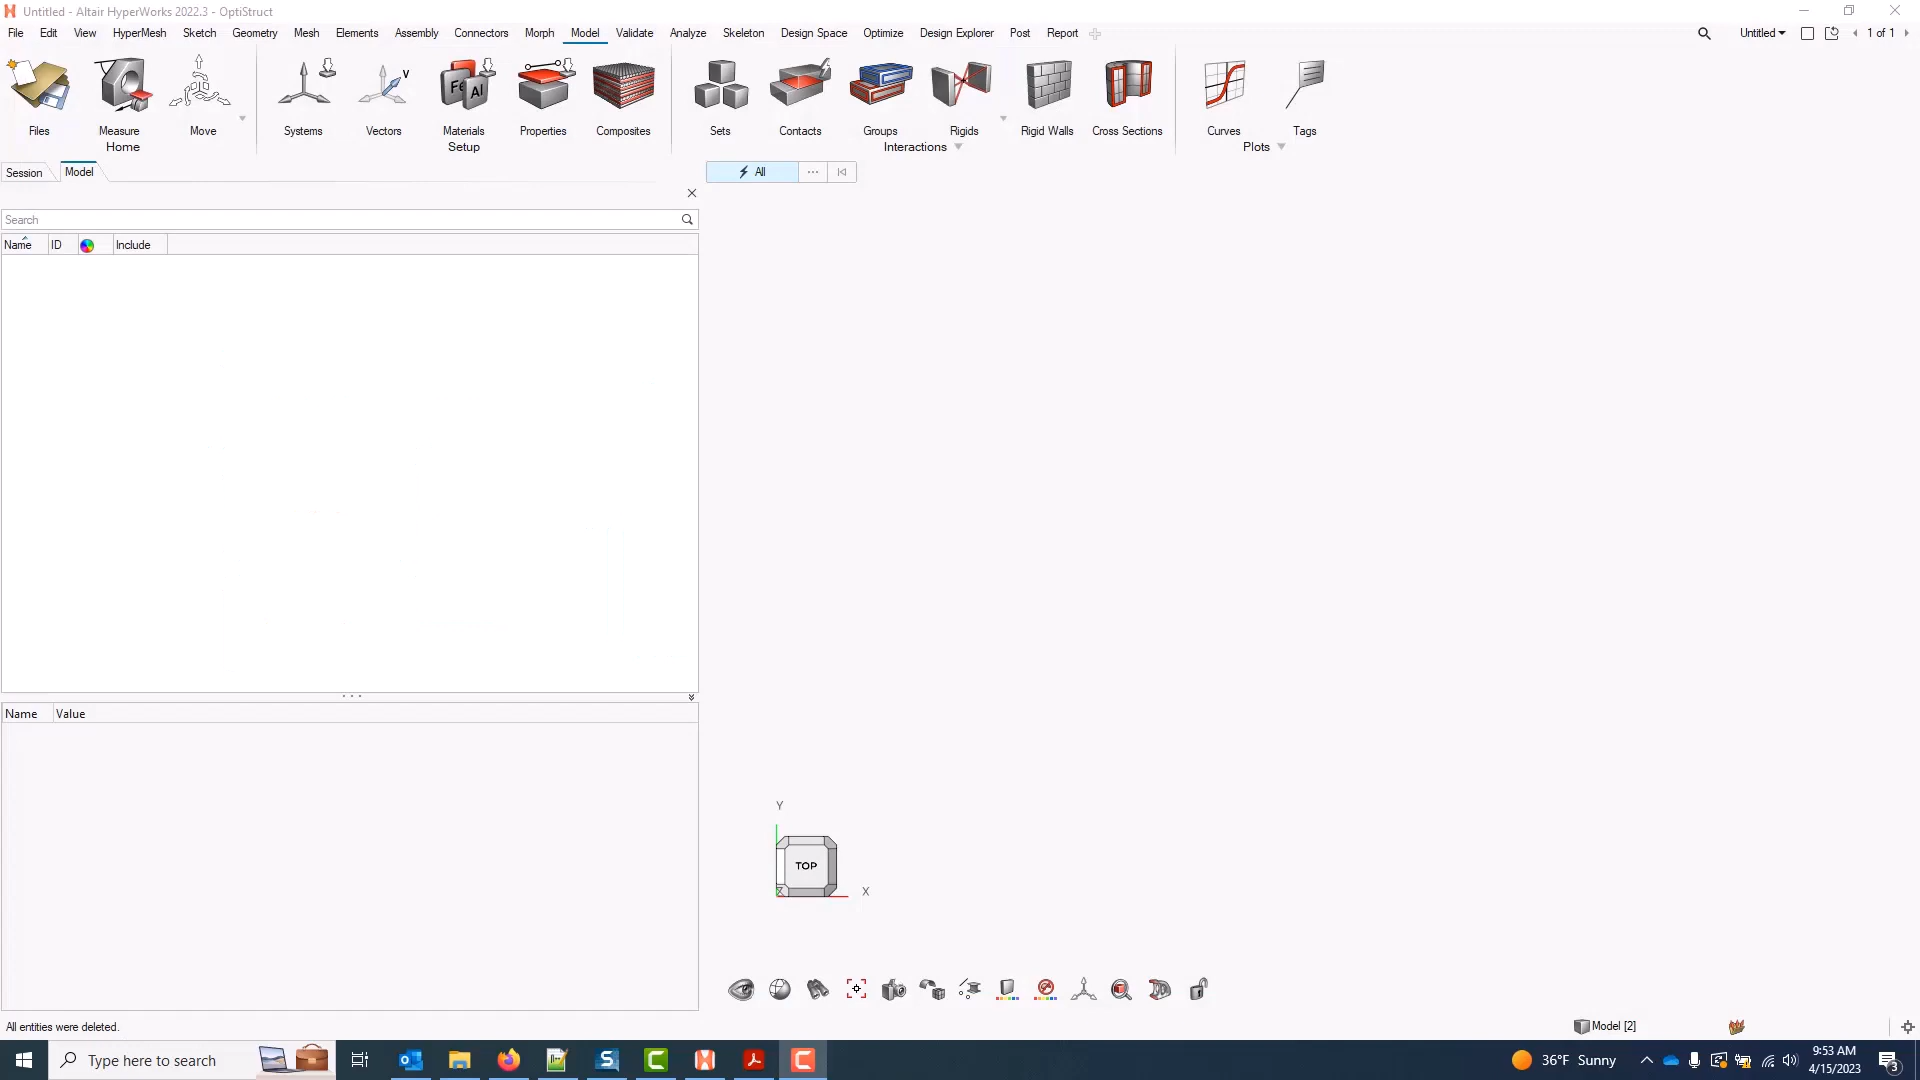 Untitled - Altair HyperWorks 2022.3 - OptiStruct
File Edit View HyperMesh Sketch Geometry Mesh Elements Assembly Connectors Morph Model Validate Analyze Skeleton Design Space Optimize Design Explorer Post Report Untitled 1 of 1
V
Fe Al
Files Measure Move Systems Vectors Materials Properties Composites Sets Contacts Groups Rigids Rigid Walls Cross Sections Curves Tags
Home Setup Interactions Plots
Session Model All
Search
Name ID Include
Name Value
Y
TOP
Z X
All entities were deleted.
Model [2]
Type here to search
36°F Sunny
9:53 AM
4/15/2023
3